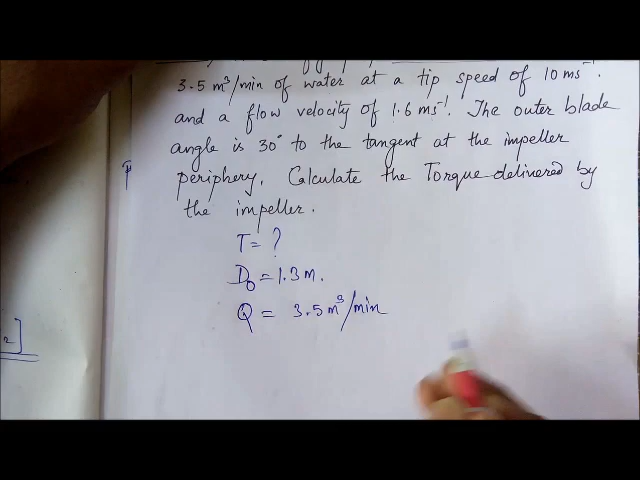 3.5 m³/min of water at a tip speed of 10 ms⁻¹.
and a flow velocity of 1.6 ms⁻¹. The outer blade
angle is 30° to the tangent at the impeller
periphery. Calculate the Torque delivered by
the impeller.
T = ?
D₀ = 1.3 m.
Q = 3.5 m³/min